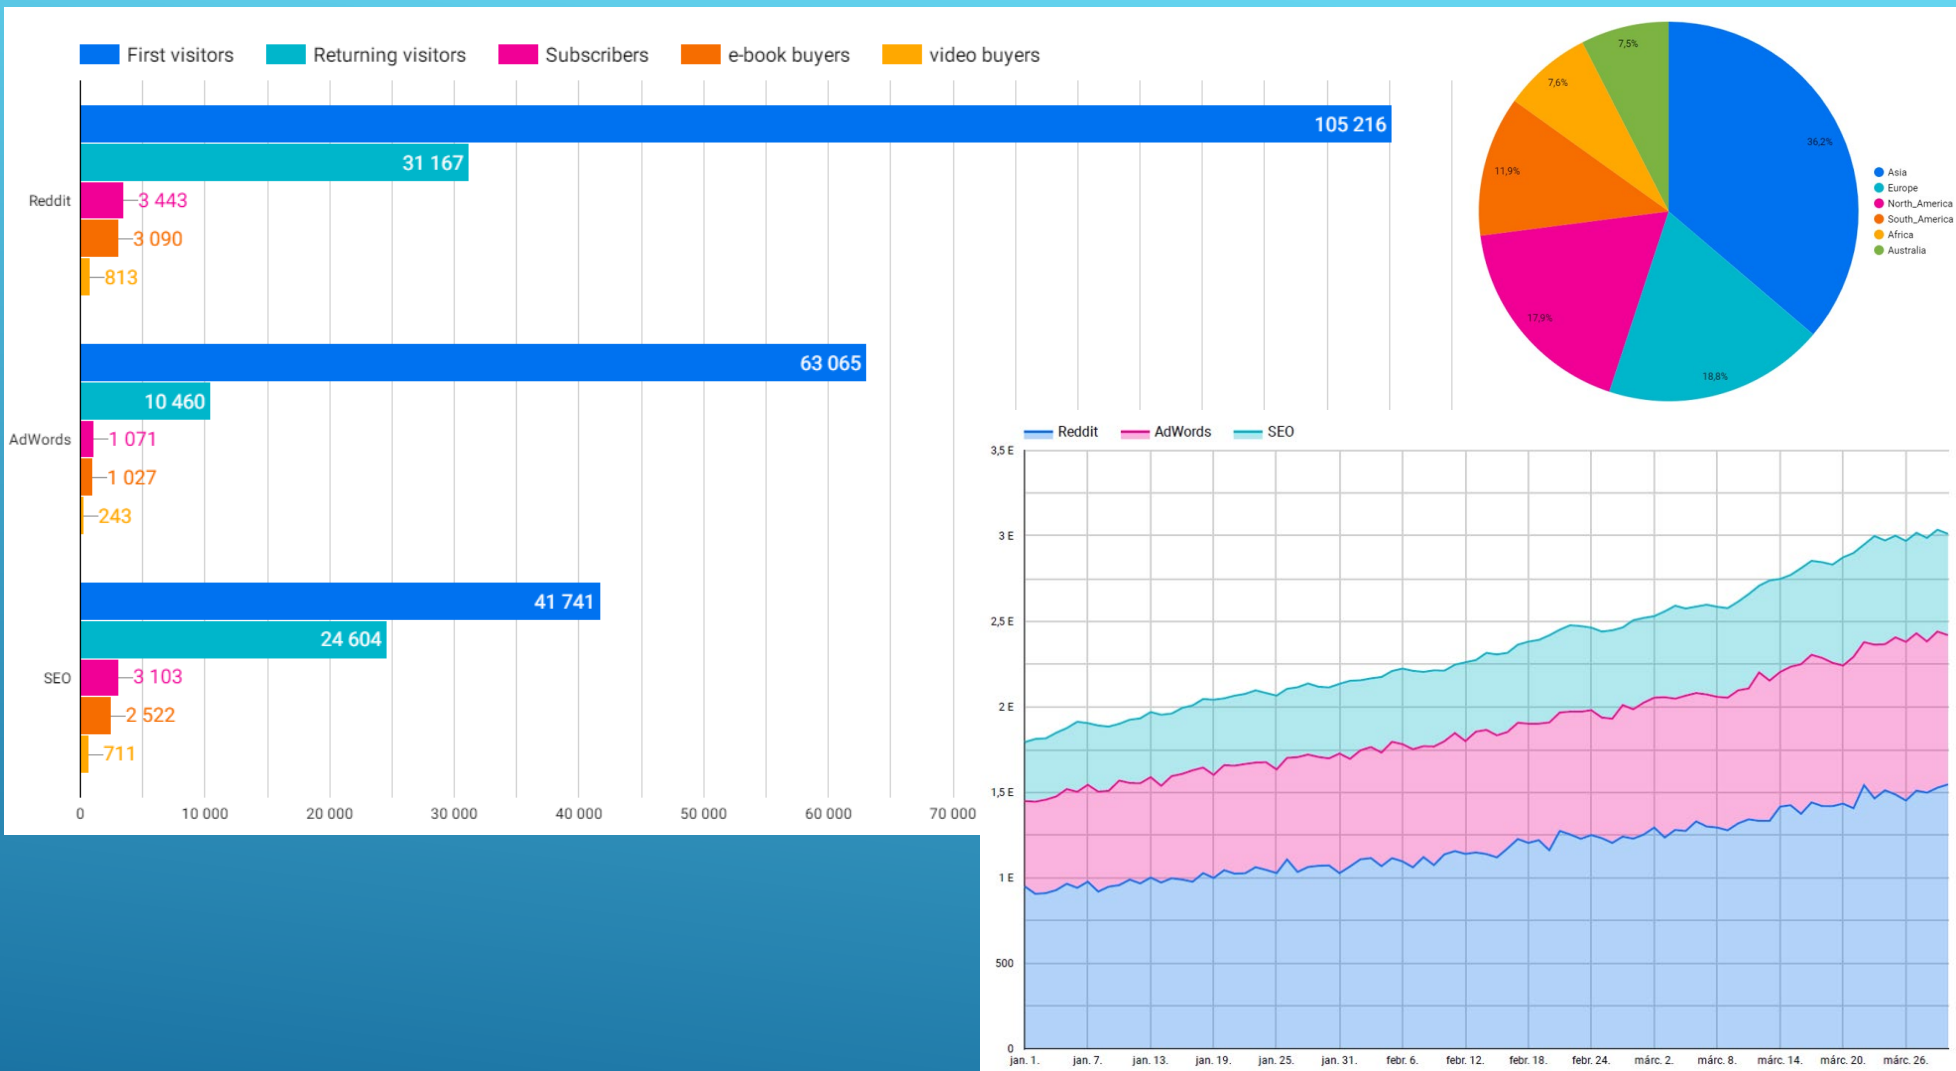 First visitors Returning visitors Subscribers e-book buyers video buyers
Reddit
105 216
31 167
3 443
3 090
813
AdWords
63 065
10 460
1 071
1 027
243
SEO
41 741
24 604
3 103
2 522
711
0 10 000 20 000 30 000 40 000 50 000 60 000 70 000
7,5%
7,6%
36,2%
11,9%
17,9%
18,8%
Asia
Europe
North_America
South_America
Africa
Australia
Reddit AdWords SEO
3,5 E
3 E
2,5 E
2 E
1,5 E
1 E
500
0
jan. 1. jan. 7. jan. 13. jan. 19. jan. 25. jan. 31. febr. 6. febr. 12. febr. 18. febr. 24. márc. 2. márc. 8. márc. 14. márc. 20. márc. 26.